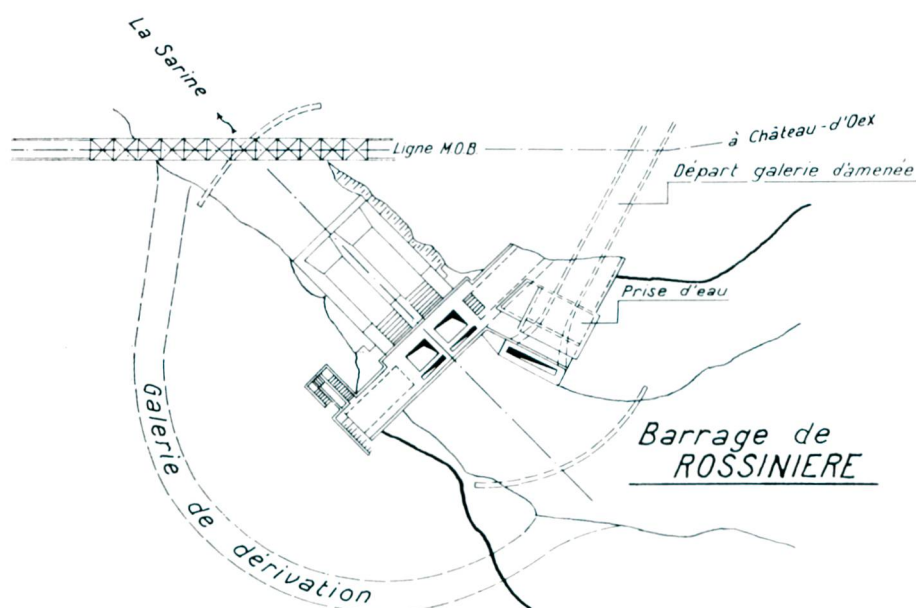 La Sarine
Ligne M.O.B.
à Château-d'Oex
Départ galerie d'amenée
Prise d'eau
Barrage de
ROSSINIERE
Galerie de dérivation